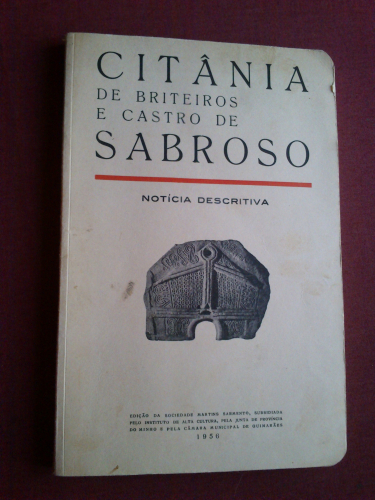 CITÂNIA
DE BRITEIROS
E CASTRO DE
SABROSO
NOTÍCIA DESCRITIVA
EDIÇÃO DA SOCIEDADE MARTINS SARMENTO, SUBSIDIADA
PELO INSTITUTO DE ALTA CULTURA, PELA JUNTA DE PROVÍNCIA
DO MINHO E PELA CÂMARA MUNICIPAL DE GUIMARÃES
1956